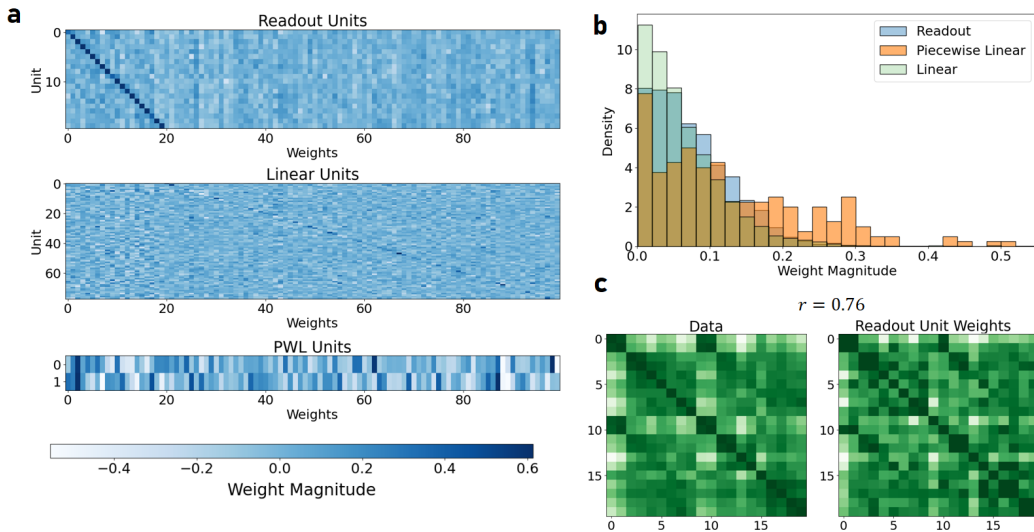 a
Readout Units
0
10
Unit
0 20 40 60 80
Weights
Linear Units
0
20
40
60
Unit
0 20 40 60 80
Weights
PWL Units
0
1
0 20 40 60 80
Weights
−0.4 −0.2 0.0 0.2 0.4 0.6
Weight Magnitude
b
Readout
Piecewise Linear
Linear
10
8
6
4
2
0
Density
0.0 0.1 0.2 0.3 0.4 0.5
Weight Magnitude
c
r = 0.76
Data
0
5
10
15
0 5 10 15
Readout Unit Weights
0
5
10
15
0 5 10 15